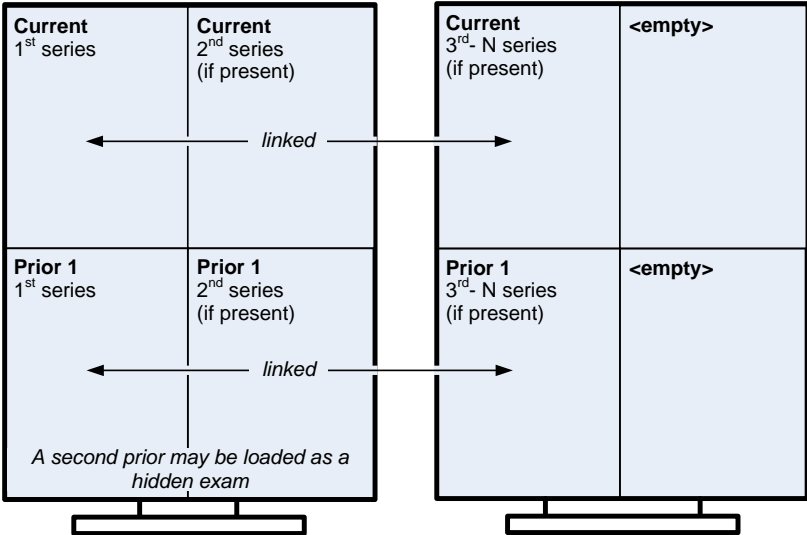 Current
1st series
Current
2nd series
(if present)
linked
Current
3rd- N series
(if present)
<empty>
Prior 1
1st series
Prior 1
2nd series
(if present)
linked
Prior 1
3rd- N series
(if present)
<empty>
A second prior may be loaded as a
hidden exam